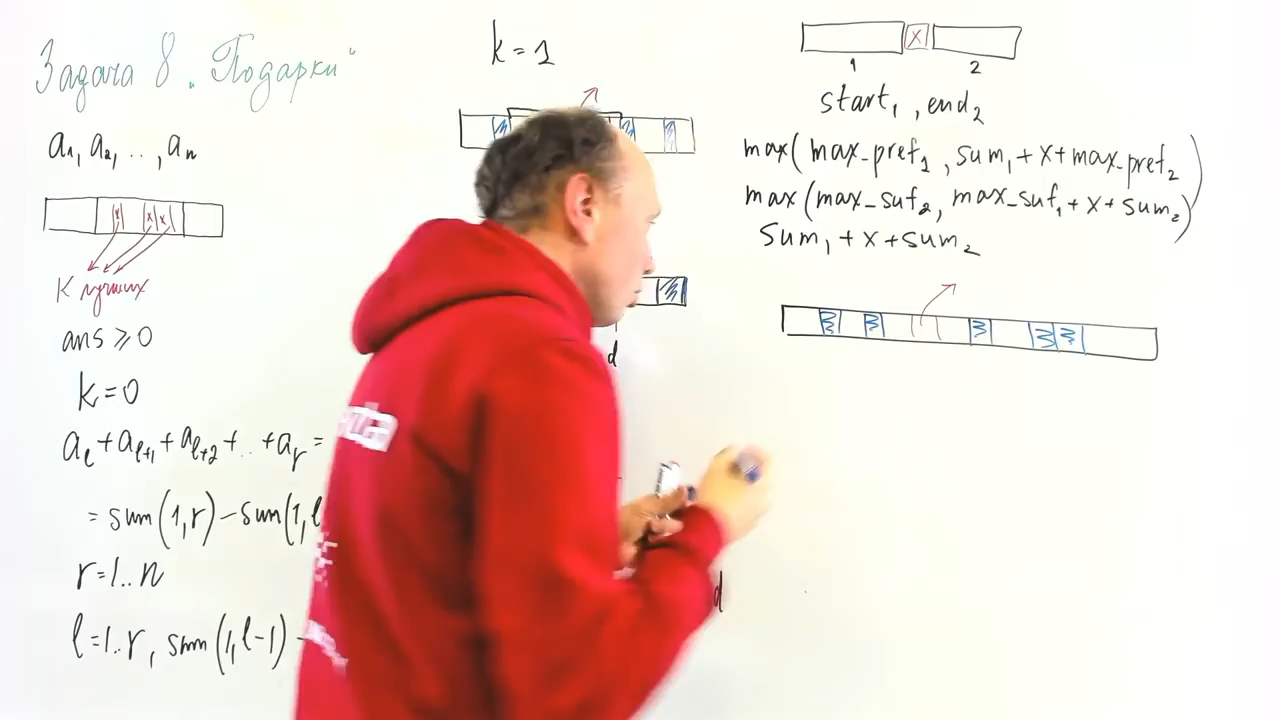 Задача 8 „Подарки“
a₁, a₂, .., aₙ
x x x
K лучших
ans ⩾ 0
k=0
aₗ + aₗ₊₁ + aₗ₊₂ + .. + aᵣ =
= sum(1,r) – sum(1,l
r=1..n
l=1..r, sum(1,l-1) –
k = 1
d
d
x
1 2
start₁, end₂
max(max_pref₁, sum₁ + x + max_pref₂)
max(max_suf₂, max_suf₁ + x + sum₂)
sum₁ + x + sum₂